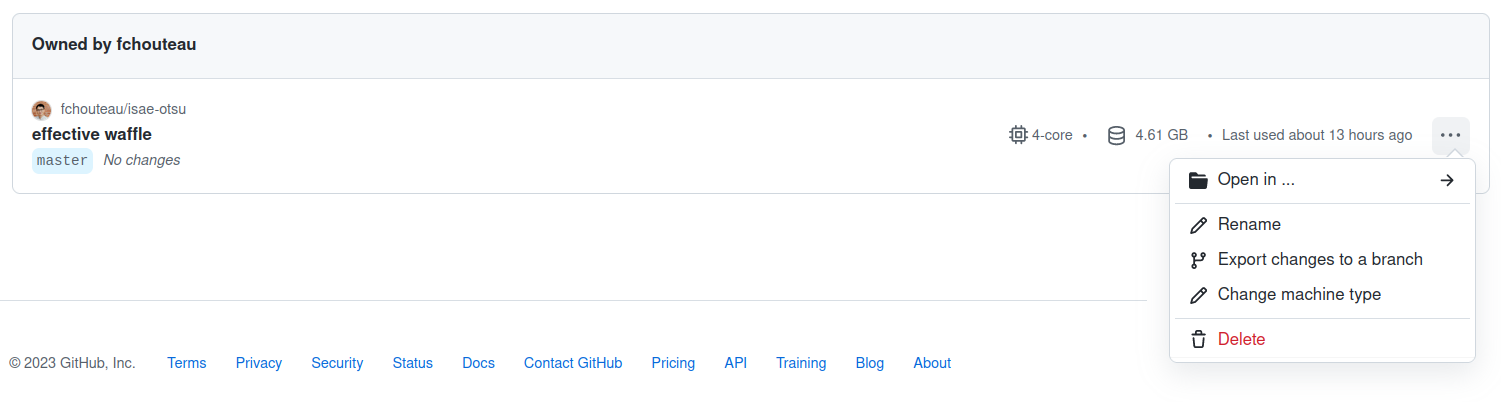 Owned by fchouteau
fchouteau/isae-otsu
effective waffle
4-core • 4.61 GB • Last used about 13 hours ago
master No changes
Open in ...
Rename
Export changes to a branch
Change machine type
Delete
© 2023 GitHub, Inc. Terms Privacy Security Status Docs Contact GitHub Pricing API Training Blog About